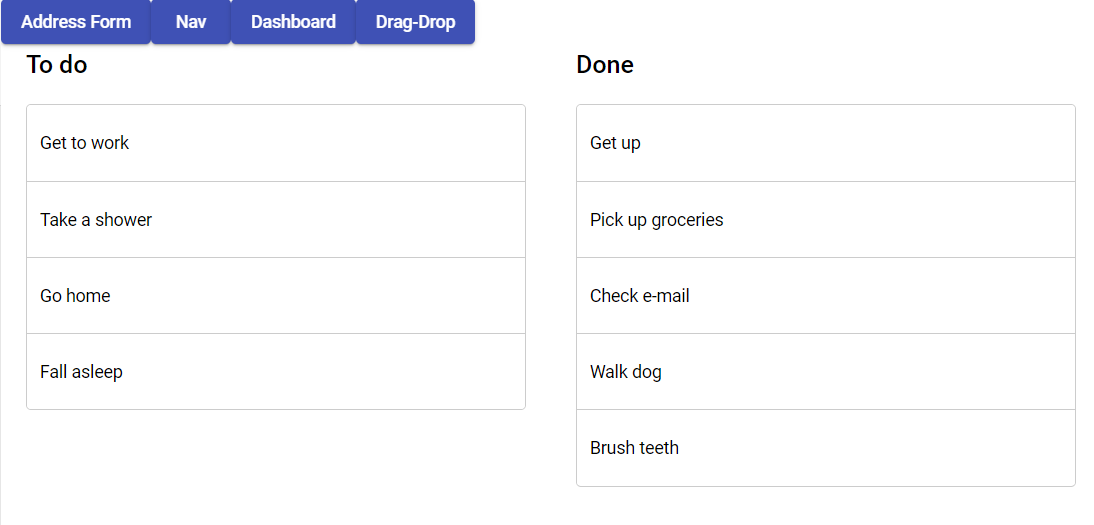 Address Form Nav Dashboard Drag-Drop
To do
Get to work
Take a shower
Go home
Fall asleep
Done
Get up
Pick up groceries
Check e-mail
Walk dog
Brush teeth